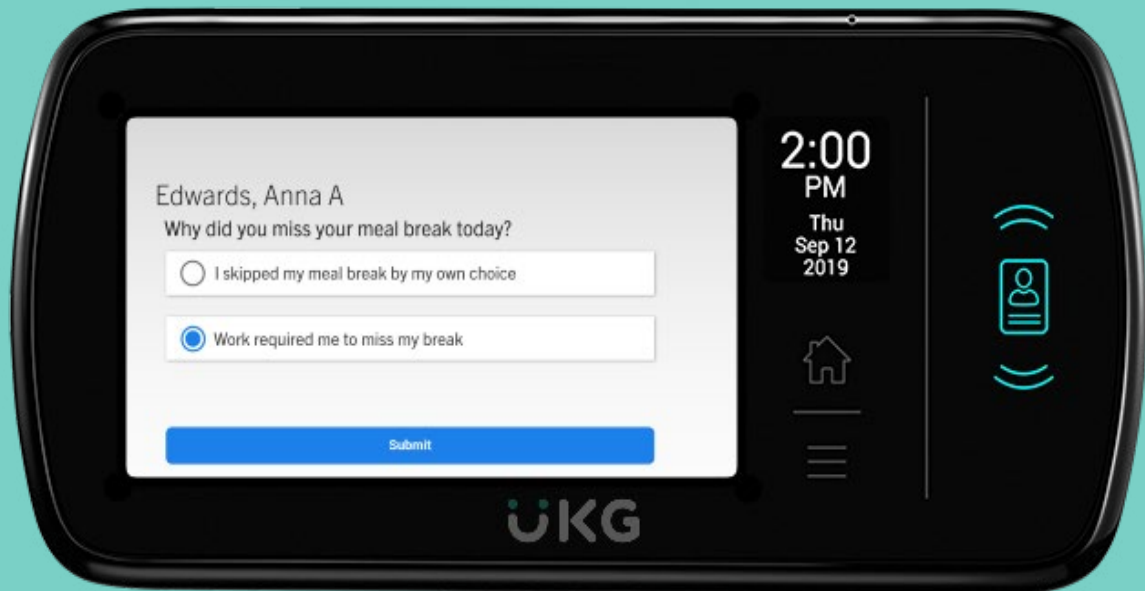 Edwards, Anna A
Why did you miss your meal break today?
I skipped my meal break by my own choice
Work required me to miss my break
Submit
2:00
PM
Thu
Sep 12
2019
UKG